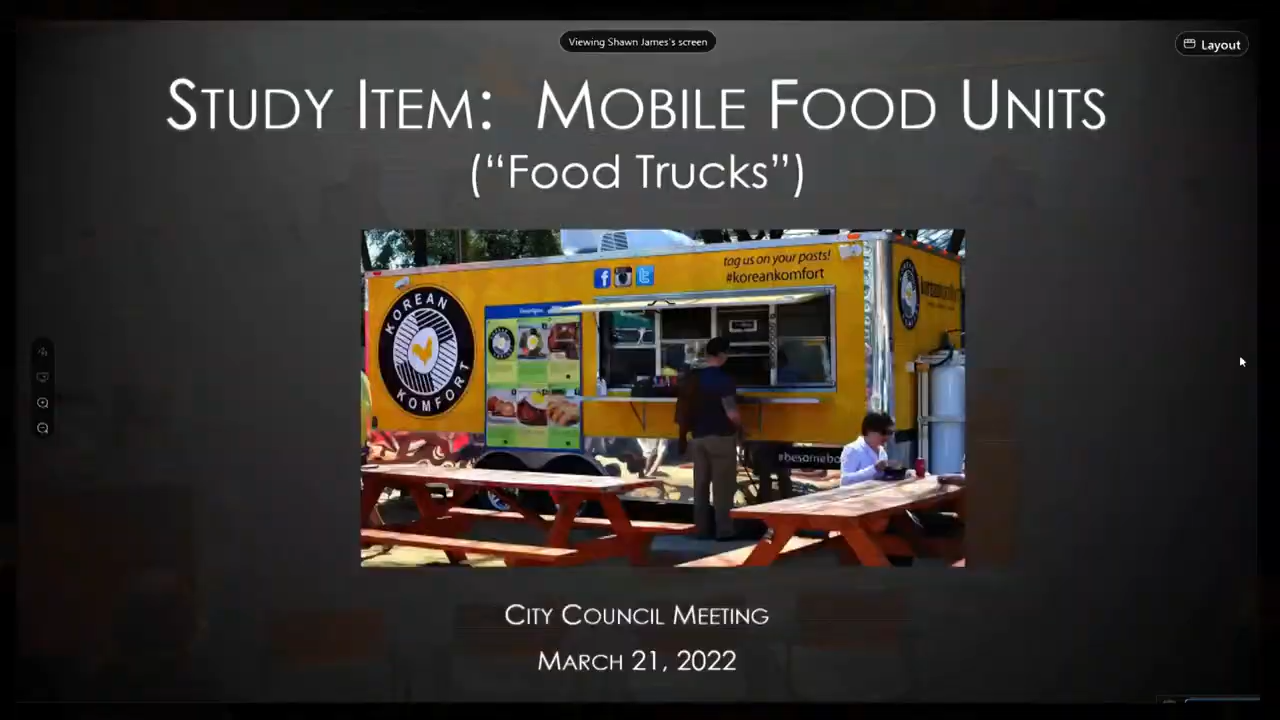 Viewing Shawn James's screen
Layout
STUDY ITEM: MOBILE FOOD UNITS
("Food Trucks")
tag us on your posts!
#koreankomfort
KOREAN
KOMFORT
#besomebo
CITY COUNCIL MEETING
MARCH 21, 2022